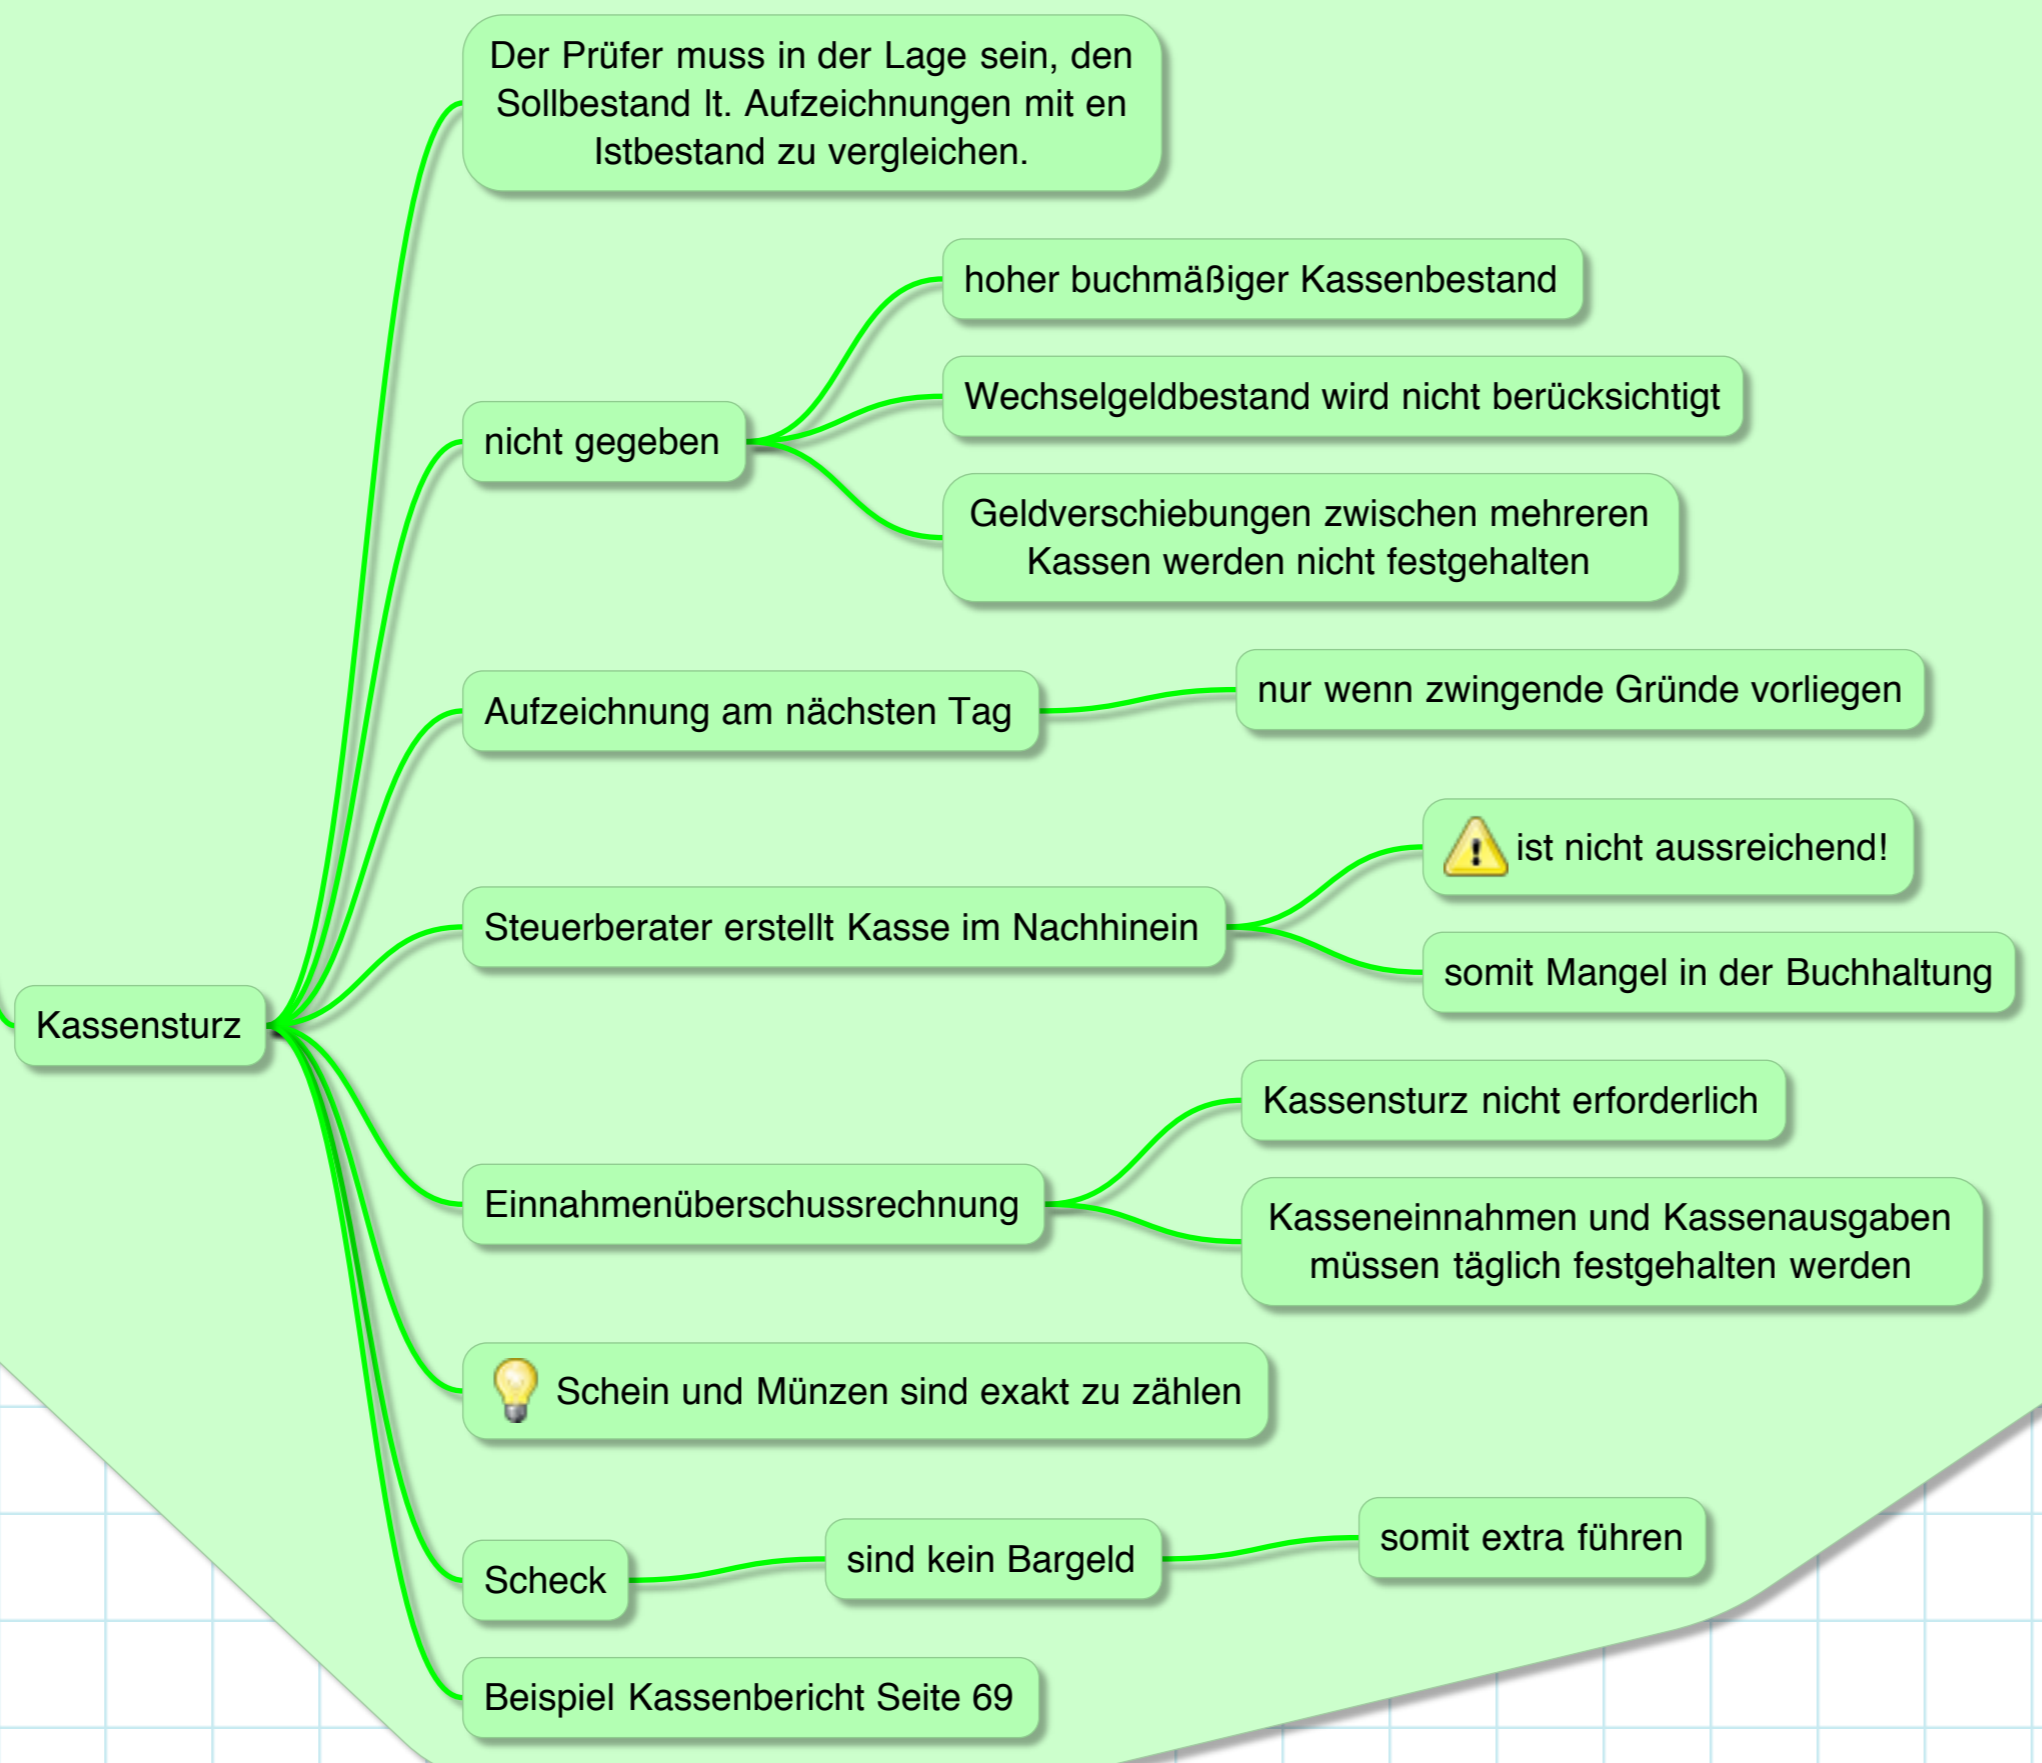 Der Prüfer muss in der Lage sein, den
Sollbestand lt. Aufzeichnungen mit en
Istbestand zu vergleichen.
hoher buchmäßiger Kassenbestand
Wechselgeldbestand wird nicht berücksichtigt
nicht gegeben
Geldverschiebungen zwischen mehreren
Kassen werden nicht festgehalten
Aufzeichnung am nächsten Tag
nur wenn zwingende Gründe vorliegen
ist nicht aussreichend!
Steuerberater erstellt Kasse im Nachhinein
somit Mangel in der Buchhaltung
Kassensturz
Kassensturz nicht erforderlich
Einnahmenüberschussrechnung
Kasseneinnahmen und Kassenausgaben
müssen täglich festgehalten werden
Schein und Münzen sind exakt zu zählen
Scheck
sind kein Bargeld
somit extra führen
Beispiel Kassenbericht Seite 69